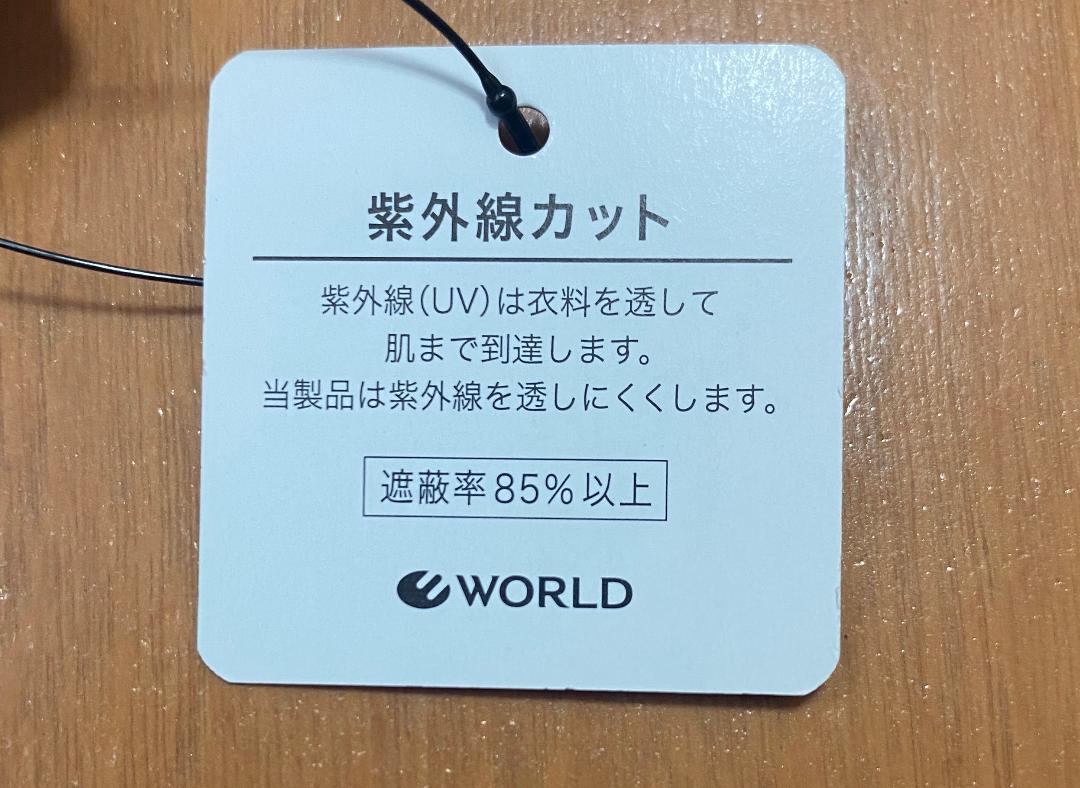 紫外線カット
紫外線(UV)は衣料を透して
肌まで到達します。
当製品は紫外線を透しにくくします。
遮蔽率85%以上
WORLD